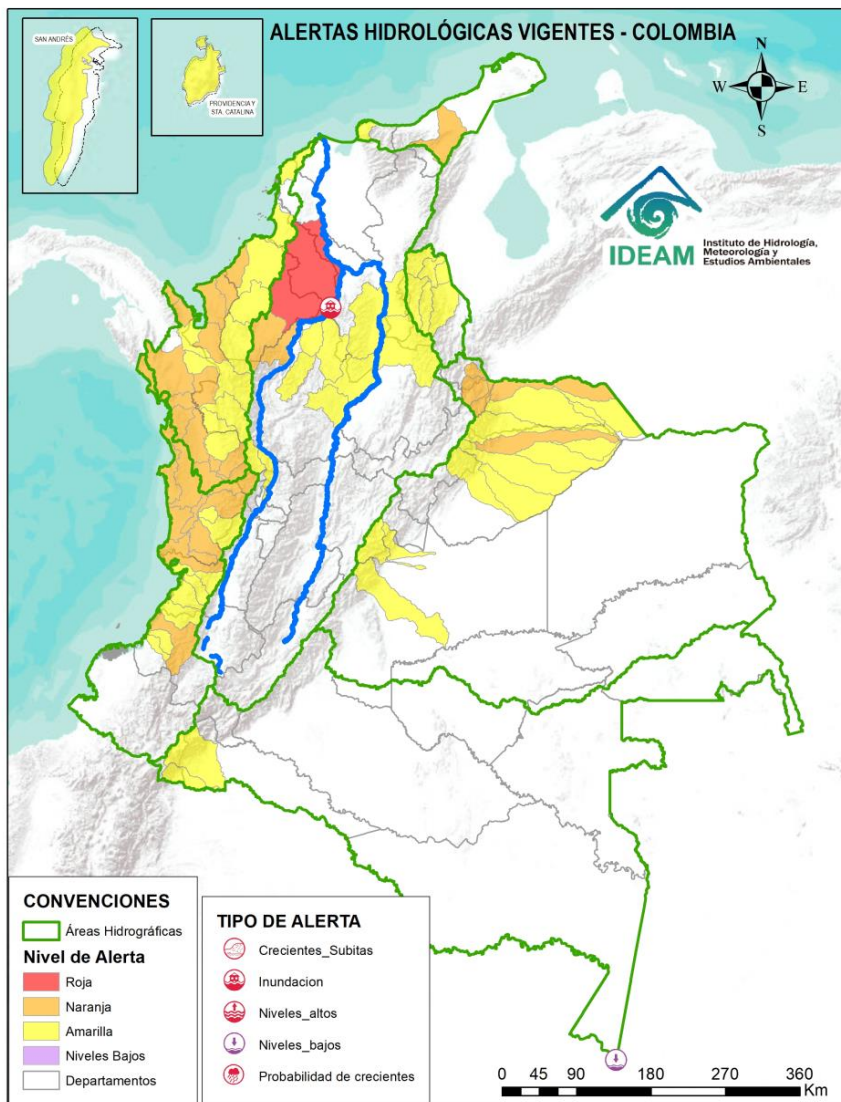 ALERTAS HIDROLÓGICAS VIGENTES - COLOMBIA
SAN ANDRÉS
PROVIDENCIA Y
STA. CATALINA
N
W
E
S
IDEAM
Instituto de Hidrología,
Meteorología y
Estudios Ambientales
CONVENCIONES
Áreas Hidrográficas
Nivel de Alerta
Roja
Naranja
Amarilla
Niveles Bajos
Departamentos
TIPO DE ALERTA
Crecientes_Subitas
Inundacion
Niveles_altos
Niveles_bajos
Probabilidad de crecientes
0 45 90 180 270 360
Km